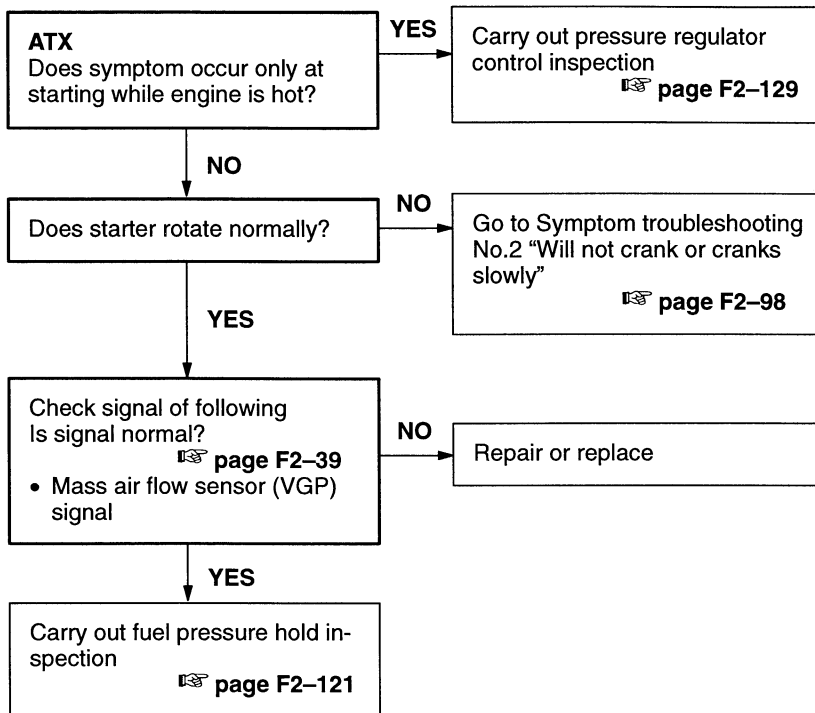 ATX
Does symptom occur only at
starting while engine is hot?
YES
Carry out pressure regulator
control inspection
☞ page F2–129
NO
Does starter rotate normally?
NO
Go to Symptom troubleshooting
No.2 “Will not crank or cranks
slowly”
☞ page F2–98
YES
Check signal of following
Is signal normal?
☞ page F2–39
• Mass air flow sensor (VGP)
signal
NO
Repair or replace
YES
Carry out fuel pressure hold in-
spection
☞ page F2–121